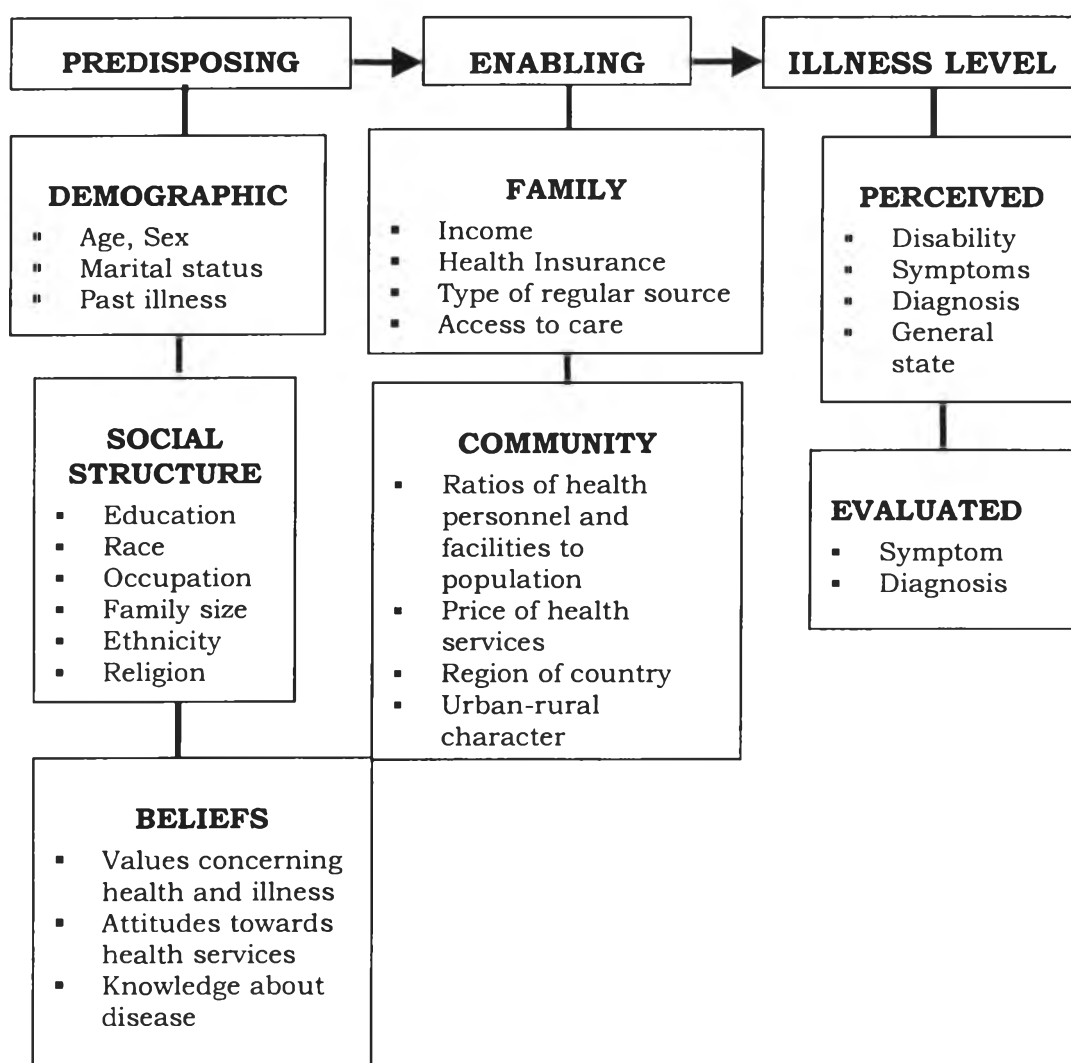 PREDISPOSING
ENABLING
ILLNESS LEVEL
DEMOGRAPHIC
▪ Age, Sex
▪ Marital status
▪ Past illness
SOCIAL
STRUCTURE
▪ Education
▪ Race
▪ Occupation
▪ Family size
▪ Ethnicity
▪ Religion
BELIEFS
▪ Values concerning
health and illness
▪ Attitudes towards
health services
▪ Knowledge about
disease
FAMILY
▪ Income
▪ Health Insurance
▪ Type of regular source
▪ Access to care
COMMUNITY
▪ Ratios of health
personnel and
facilities to
population
▪ Price of health
services
▪ Region of country
▪ Urban-rural
character
PERCEIVED
▪ Disability
▪ Symptoms
▪ Diagnosis
▪ General
state
EVALUATED
▪ Symptom
▪ Diagnosis